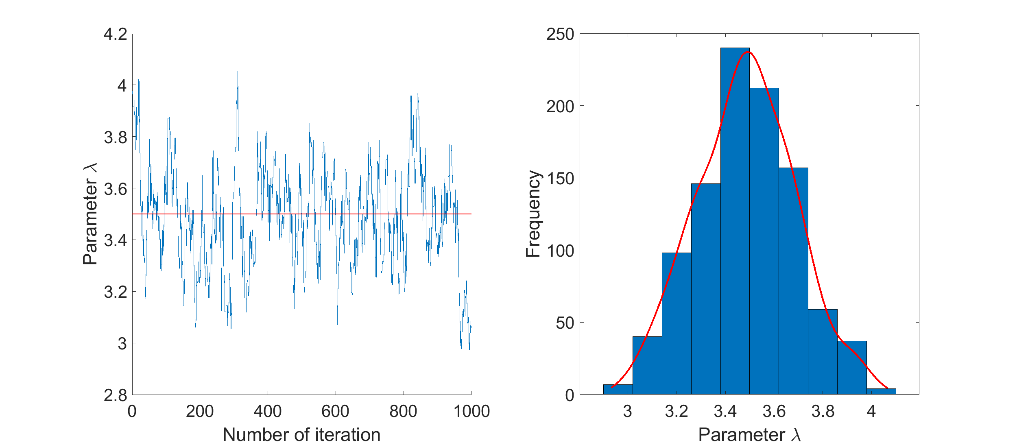 4.2
4
3.8
3.6
3.4
3.2
3
2.8
Parameter λ
0 200 400 600 800 1000
Number of iteration
250
200
150
100
50
0
Frequency
3 3.2 3.4 3.6 3.8 4
Parameter λ